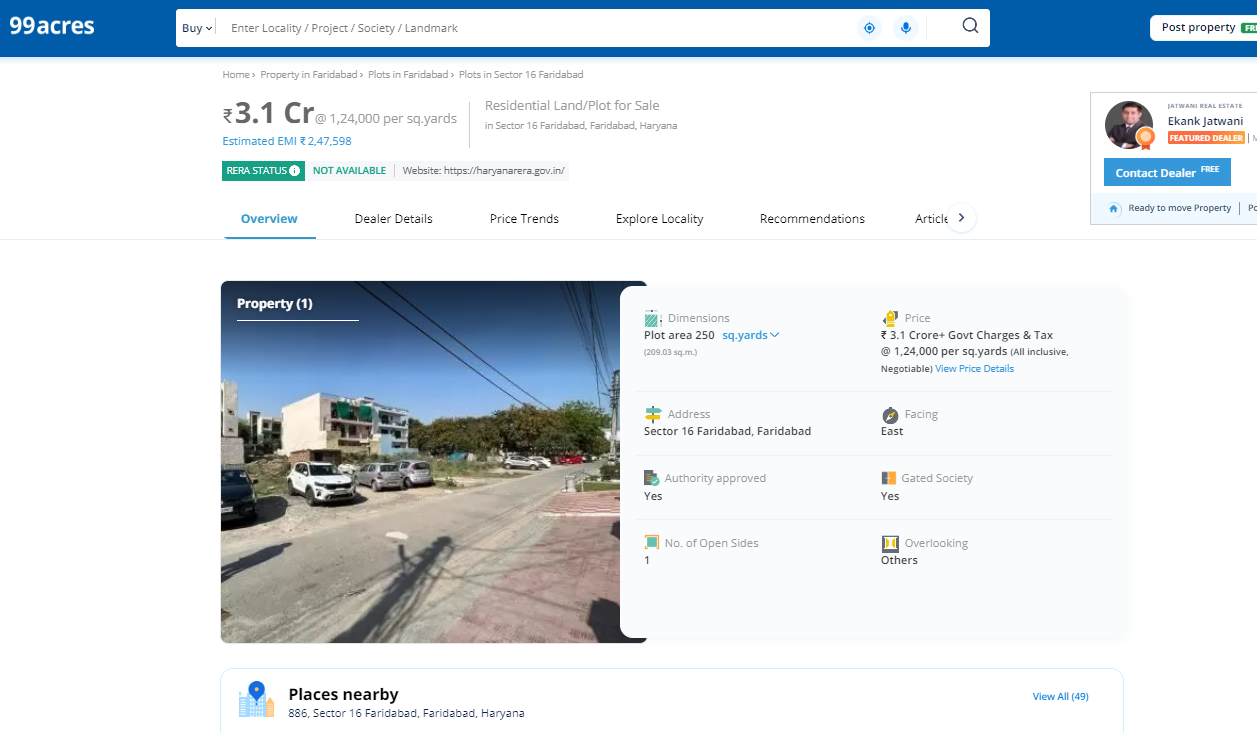 99acres
Buy
Enter Locality / Project / Society / Landmark
Post property
Home › Property in Faridabad › Plots in Faridabad › Plots in Sector 16 Faridabad
₹3.1 Cr @ 1,24,000 per sq.yards
Estimated EMI ₹ 2,47,598
Residential Land/Plot for Sale
in Sector 16 Faridabad, Faridabad, Haryana
RERA STATUS NOT AVAILABLE Website: https://haryanarera.gov.in/
JATWANI REAL ESTATE
Ekank Jatwani
FEATURED DEALER
Contact Dealer FREE
Ready to move Property
Overview Dealer Details Price Trends Explore Locality Recommendations Article
Property (1)
Dimensions
Plot area 250 sq.yards
(209.03 sq.m.)
Price
₹ 3.1 Crore+ Govt Charges & Tax
@ 1,24,000 per sq.yards (All inclusive,
Negotiable) View Price Details
Address
Sector 16 Faridabad, Faridabad
Facing
East
Authority approved
Yes
Gated Society
Yes
No. of Open Sides
1
Overlooking
Others
Places nearby
886, Sector 16 Faridabad, Faridabad, Haryana
View All (49)